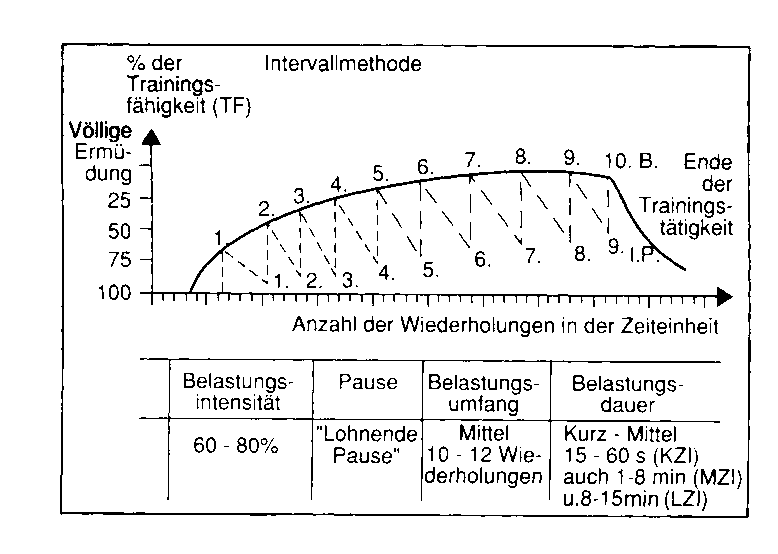 % der
Trainings-
fähigkeit (TF)
Intervallmethode
Völlige
Ermü-
dung
25
50
75
100
1.
2.
3.
4.
5.
6.
7.
8.
9.
10. B.
Ende
der
Trainings-
tätigkeit
1.
2.
3.
4.
5.
6.
7.
8.
9. I.P.
Anzahl der Wiederholungen in der Zeiteinheit
Belastungs-
intensität
Pause
Belastungs-
umfang
Belastungs-
dauer
60 - 80%
"Lohnende
Pause"
Mittel
10 - 12 Wie-
derholungen
Kurz - Mittel
15 - 60 s (KZI)
auch 1-8 min (MZI)
u.8-15min (LZI)